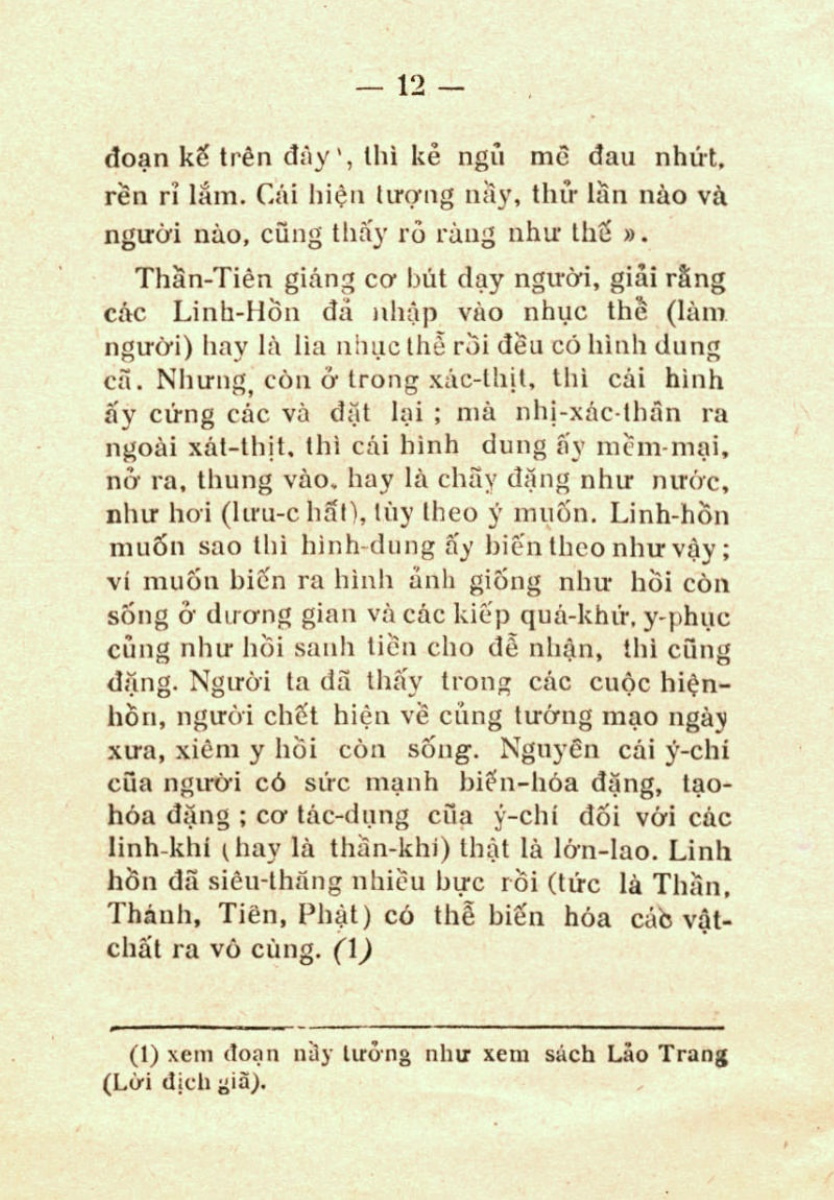 — 12 —
đoạn kế trên đây', thì kẻ ngủ mê đau nhứt,
rền rỉ lắm. Cái hiện tượng nầy, thử lần nào và
người nào, cũng thấy rỏ ràng như thế ».
Thần-Tiên giáng cơ bút dạy người, giải rằng
các Linh-Hồn đả nhập vào nhục thể (làm
người) hay là lìa nhục thể rồi đều có hình dung
cã. Nhưng, còn ở trong xác-thịt, thì cái hình
ấy cứng các và đặt lại ; mà nhị-xác-thân ra
ngoài xát-thịt, thì cái hình dung ấy mềm-mại,
nở ra, thung vào, hay là chãy đặng như nước,
như hơi (lưu-c hất), tùy theo ý muốn. Linh-hồn
muốn sao thì hình-dung ấy biến theo như vậy ;
ví muốn biến ra hình ảnh giống như hồi còn
sống ở dương gian và các kiếp quá-khứ, y-phục
củng như hồi sanh tiền cho dễ nhận, thì cũng
đặng. Người ta đã thấy trong các cuộc hiện-
hồn, người chết hiện về củng tướng mạo ngày
xưa, xiêm y hồi còn sống. Nguyên cái ý-chí
cũa người có sức mạnh biến-hóa đặng, tạo-
hóa đặng ; cơ tác-dụng cũa ý-chí đối với các
linh-khí (hay là thần-khí) thật là lớn-lao. Linh
hồn đã siêu-thăng nhiều bực rồi (tức là Thần,
Thánh, Tiên, Phật) có thể biến hóa các vật-
chất ra vô cùng. (1)
(1) xem đoạn nầy tưởng như xem sách Lảo Trang
(Lời địch giã).